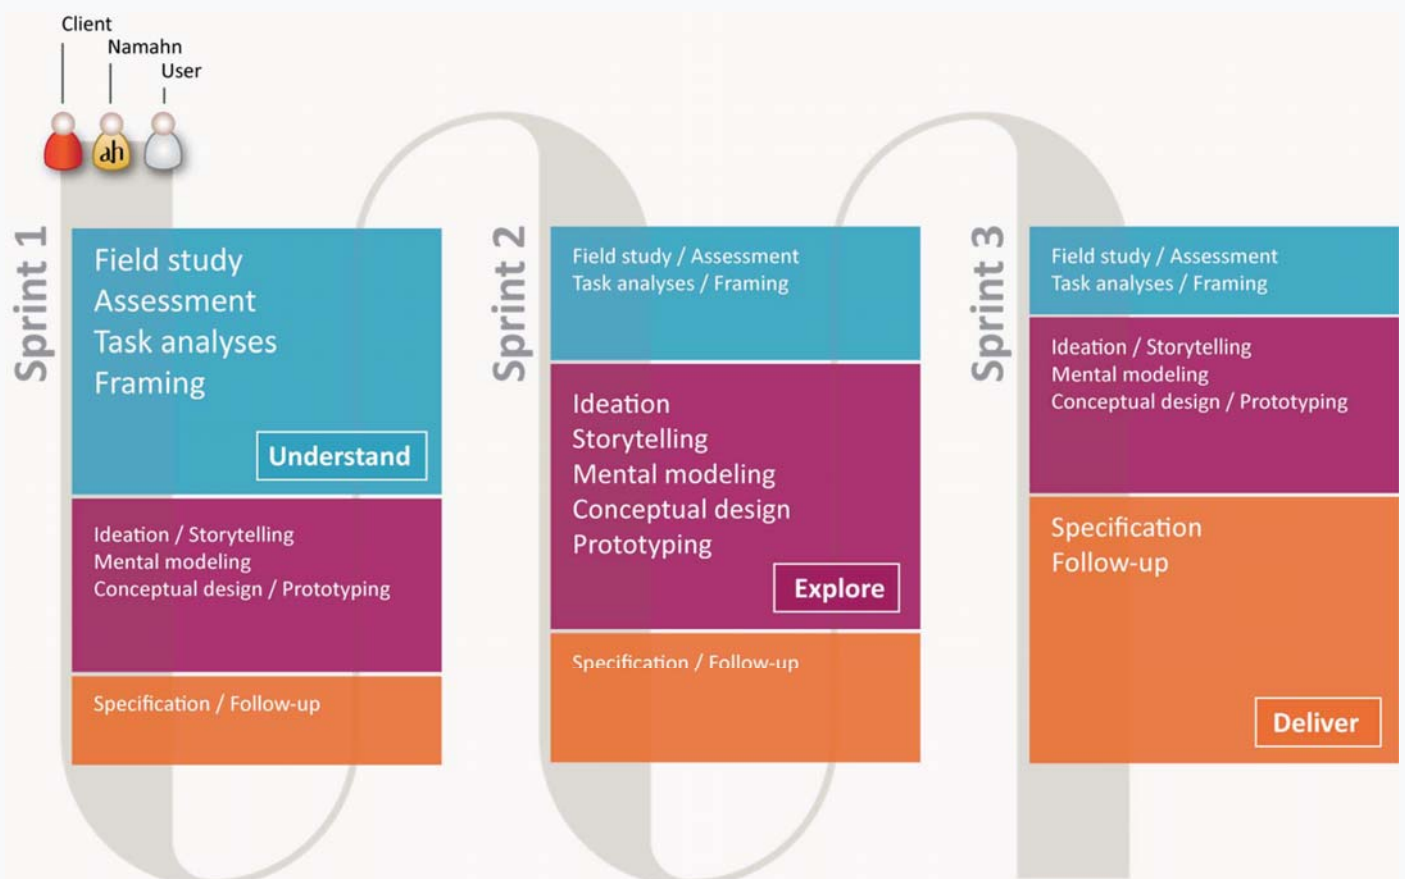 Client
Namahn
User
ah
Sprint 1
Field study
Assessment
Task analyses
Framing
Understand
Ideation / Storytelling
Mental modeling
Conceptual design / Prototyping
Specification / Follow-up
Sprint 2
Field study / Assessment
Task analyses / Framing
Ideation
Storytelling
Mental modeling
Conceptual design
Prototyping
Explore
Specification / Follow-up
Sprint 3
Field study / Assessment
Task analyses / Framing
Ideation / Storytelling
Mental modeling
Conceptual design / Prototyping
Specification
Follow-up
Deliver